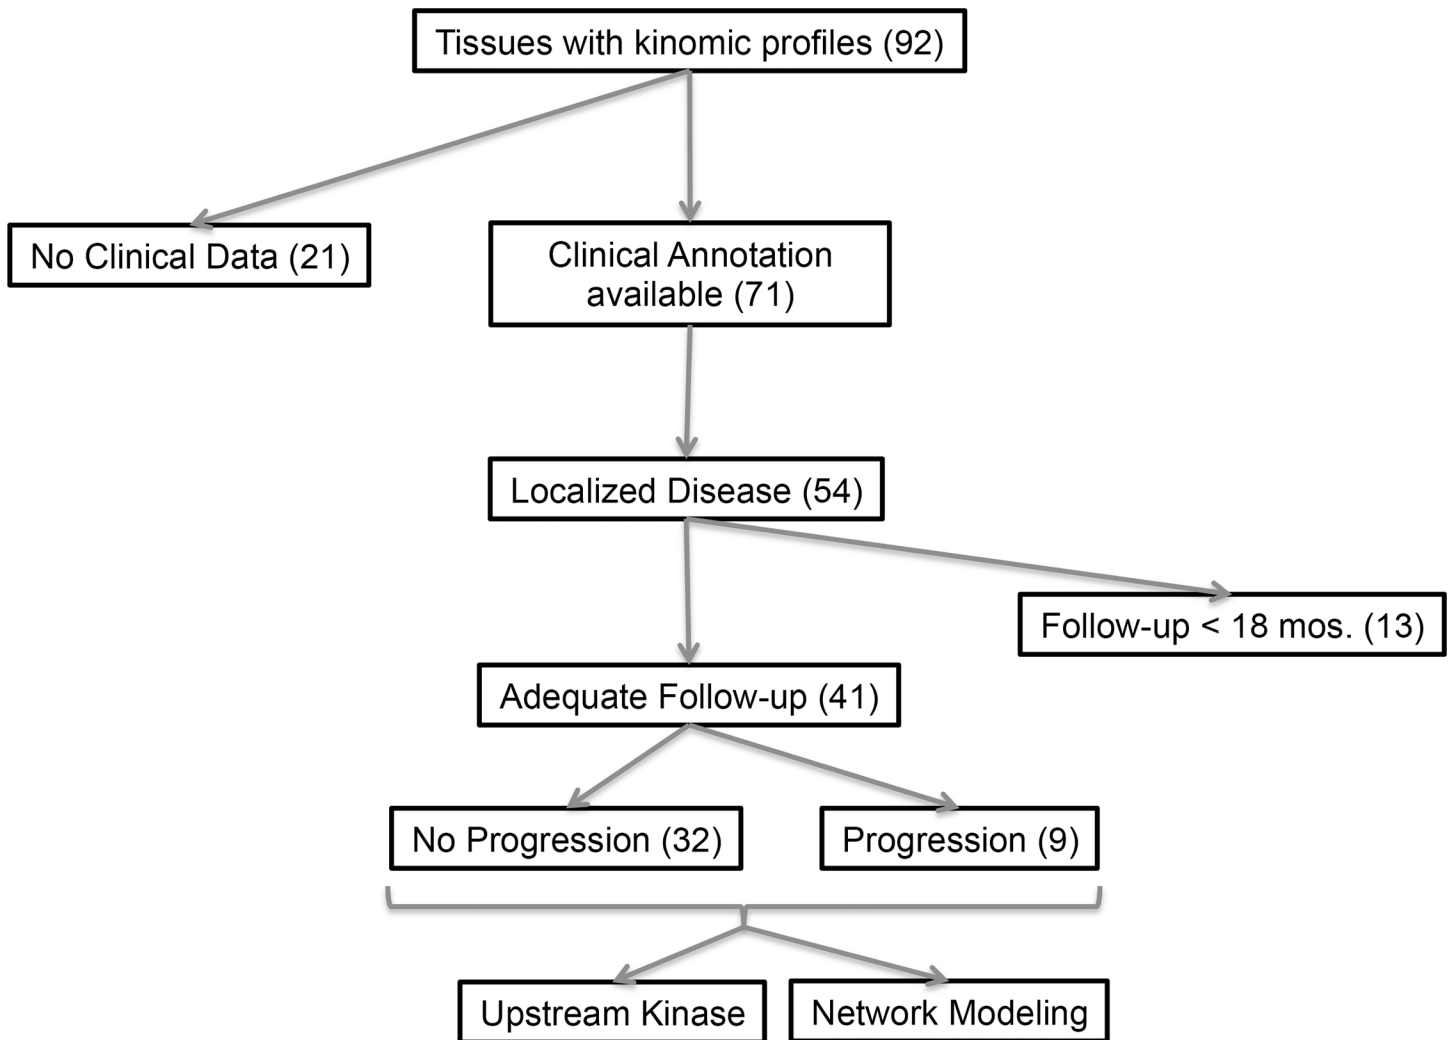 Tissues with kinomic profiles (92)
No Clinical Data (21)
Clinical Annotation
available (71)
Localized Disease (54)
Follow-up < 18 mos. (13)
Adequate Follow-up (41)
No Progression (32)
Progression (9)
Upstream Kinase
Network Modeling